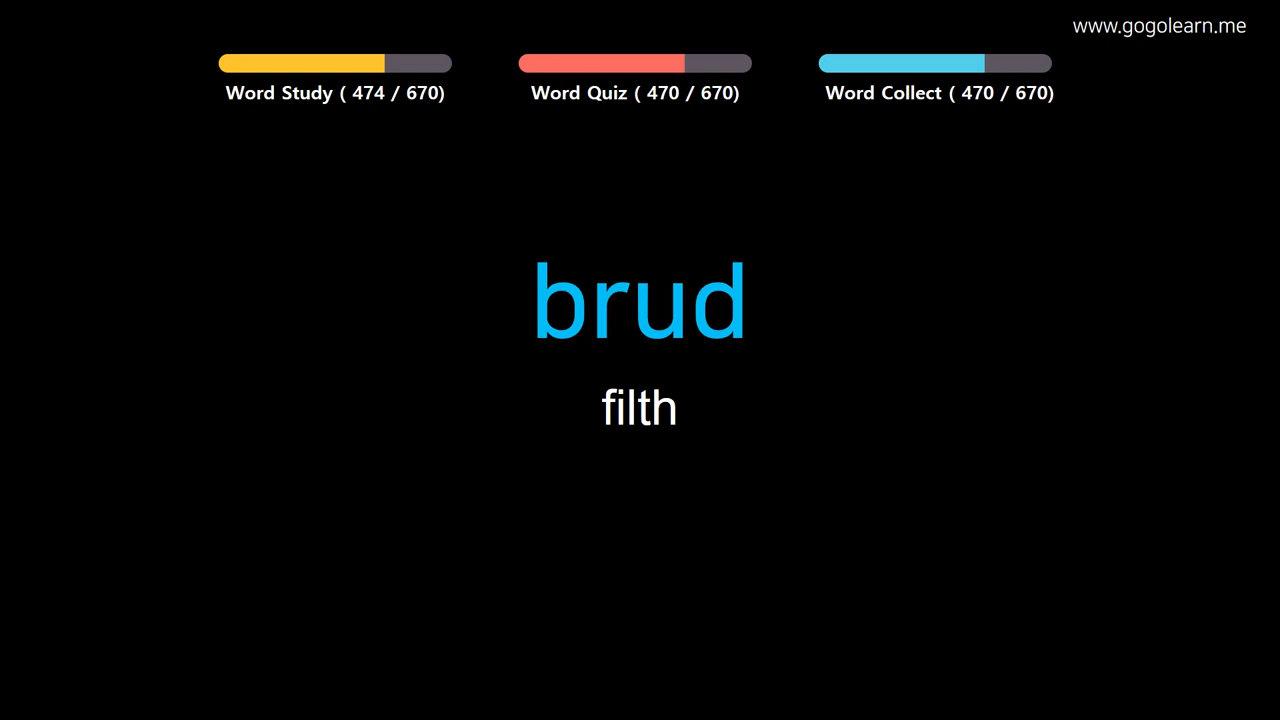 www.gogolearn.me
Word Study ( 474 / 670)
Word Quiz ( 470 / 670)
Word Collect ( 470 / 670)
brud
filth